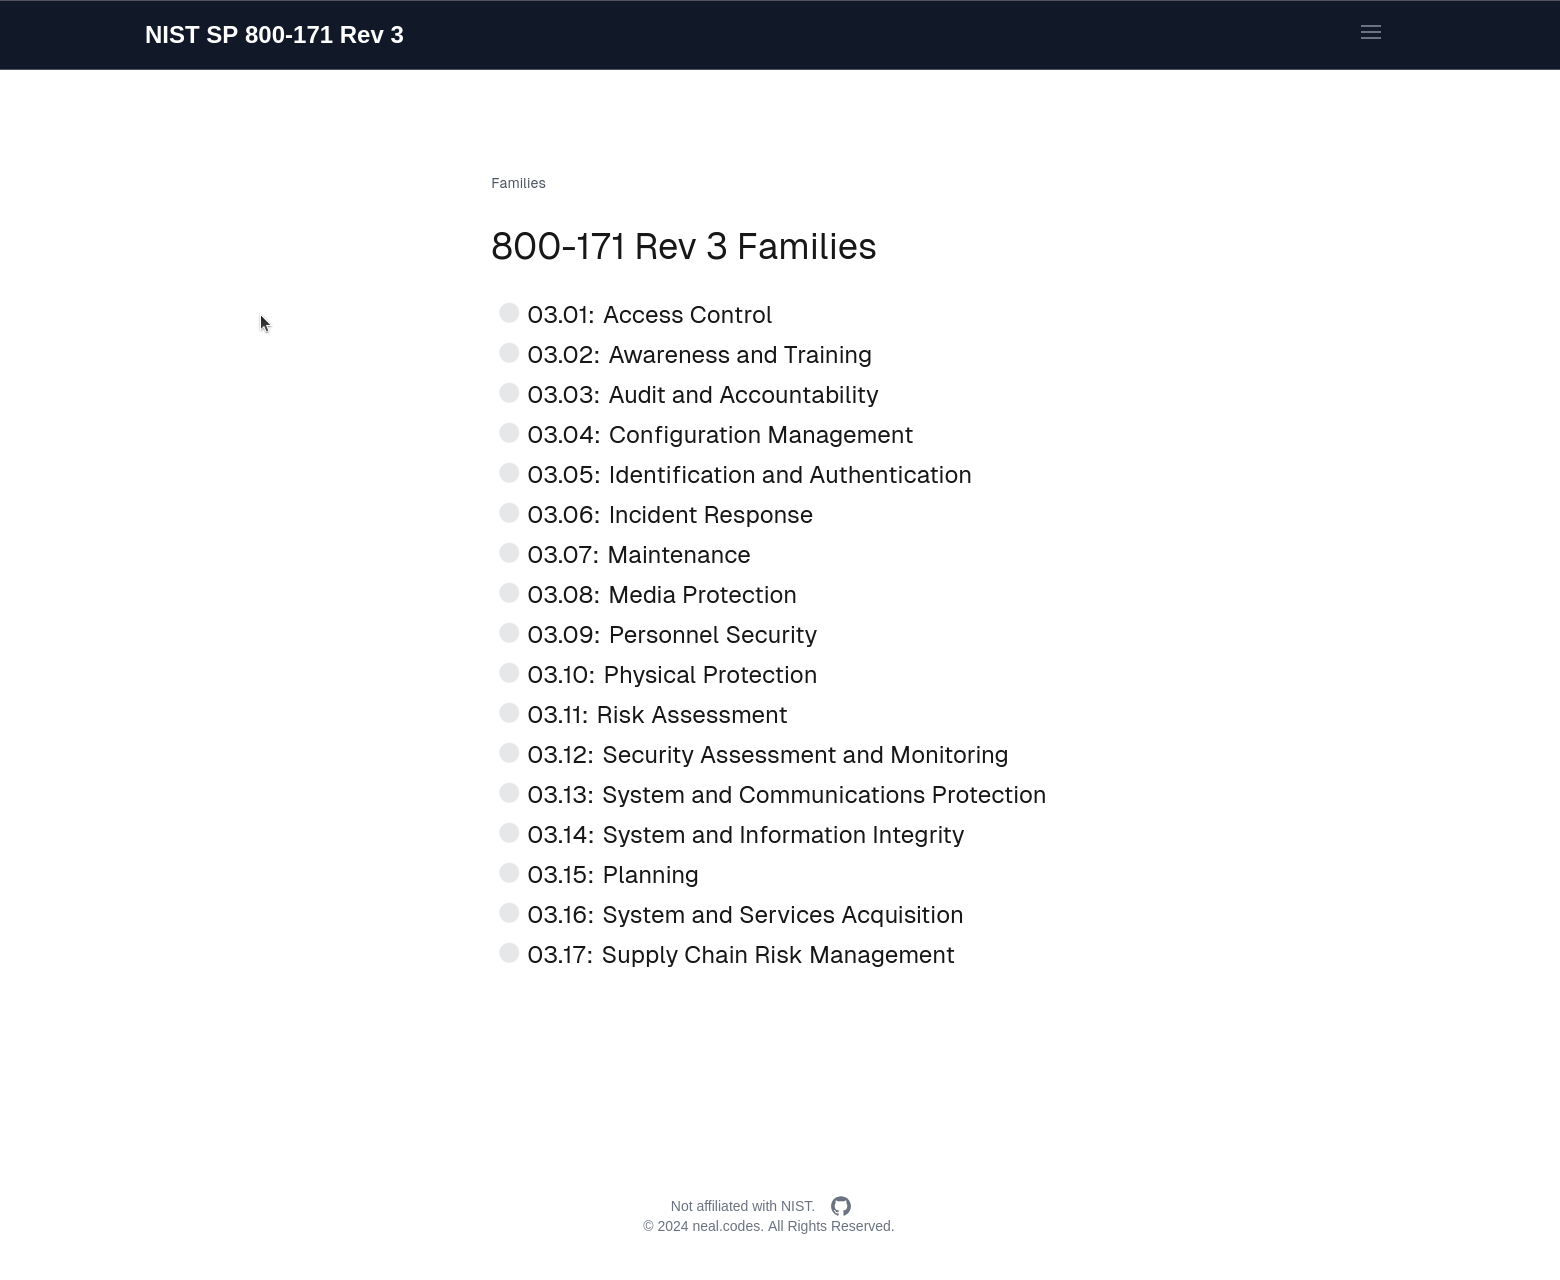 NIST SP 800-171 Rev 3
Families
800-171 Rev 3 Families
03.01: Access Control
03.02: Awareness and Training
03.03: Audit and Accountability
03.04: Configuration Management
03.05: Identification and Authentication
03.06: Incident Response
03.07: Maintenance
03.08: Media Protection
03.09: Personnel Security
03.10: Physical Protection
03.11: Risk Assessment
03.12: Security Assessment and Monitoring
03.13: System and Communications Protection
03.14: System and Information Integrity
03.15: Planning
03.16: System and Services Acquisition
03.17: Supply Chain Risk Management
Not affiliated with NIST.
© 2024 neal.codes. All Rights Reserved.